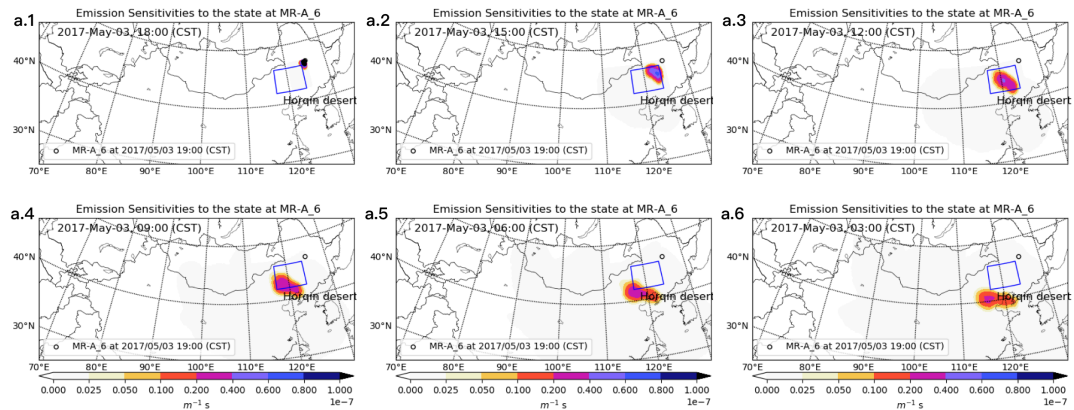 a.1
Emission Sensitivities to the state at MR-A_6
2017-May-03, 18:00 (CST)
40°N
30°N
Horqin desert
MR-A_6 at 2017/05/03 19:00 (CST)
70°E 80°E 90°E 100°E 110°E 120°E
a.2
Emission Sensitivities to the state at MR-A_6
2017-May-03, 15:00 (CST)
40°N
30°N
Horqin desert
MR-A_6 at 2017/05/03 19:00 (CST)
70°E 80°E 90°E 100°E 110°E 120°E
a.3
Emission Sensitivities to the state at MR-A_6
2017-May-03, 12:00 (CST)
40°N
30°N
Horqin desert
MR-A_6 at 2017/05/03 19:00 (CST)
70°E 80°E 90°E 100°E 110°E 120°E
a.4
Emission Sensitivities to the state at MR-A_6
2017-May-03, 09:00 (CST)
40°N
30°N
Horqin desert
MR-A_6 at 2017/05/03 19:00 (CST)
70°E 80°E 90°E 100°E 110°E 120°E
0.000 0.025 0.050 0.100 0.200 0.400 0.600 0.800 1.000
m⁻¹ s
1e−7
a.5
Emission Sensitivities to the state at MR-A_6
2017-May-03, 06:00 (CST)
40°N
30°N
Horqin desert
MR-A_6 at 2017/05/03 19:00 (CST)
70°E 80°E 90°E 100°E 110°E 120°E
0.000 0.025 0.050 0.100 0.200 0.400 0.600 0.800 1.000
m⁻¹ s
1e−7
a.6
Emission Sensitivities to the state at MR-A_6
2017-May-03, 03:00 (CST)
40°N
30°N
Horqin desert
MR-A_6 at 2017/05/03 19:00 (CST)
70°E 80°E 90°E 100°E 110°E 120°E
0.000 0.025 0.050 0.100 0.200 0.400 0.600 0.800 1.000
m⁻¹ s
1e−7